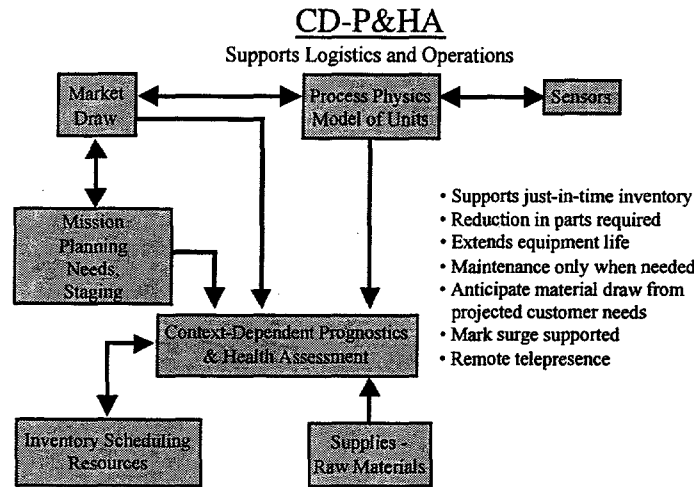 CD-P&HA
Supports Logistics and Operations
Market
Draw
Process Physics
Model of Units
Sensors
Mission
Planning
Needs,
Staging
• Supports just-in-time inventory
• Reduction in parts required
• Extends equipment life
• Maintenance only when needed
• Anticipate material draw from
projected customer needs
• Mark surge supported
• Remote telepresence
Context-Dependent Prognostics
& Health Assessment
Inventory Scheduling
Resources
Supplies -
Raw Materials